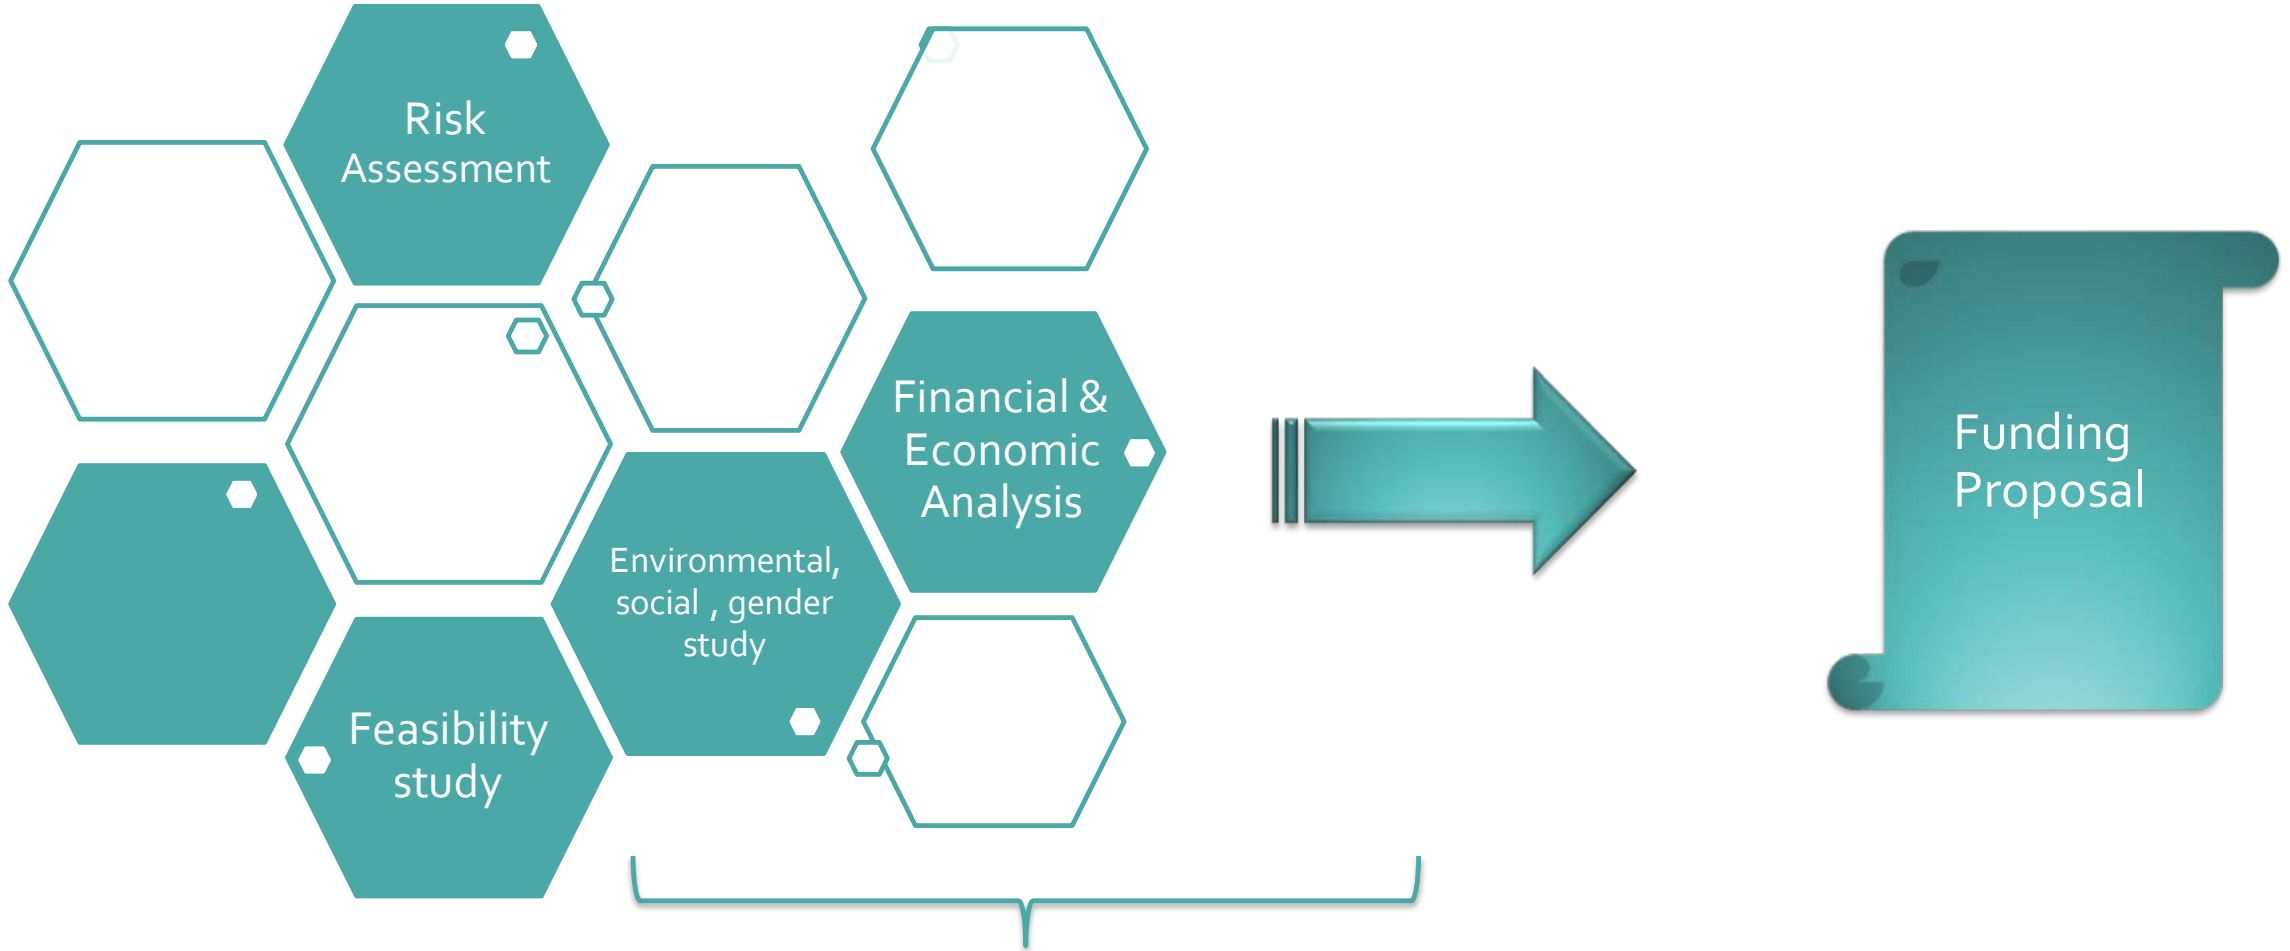 Risk
Assessment
Financial &
Economic
Analysis
Environmental,
social , gender
study
Feasibility
study
Funding
Proposal